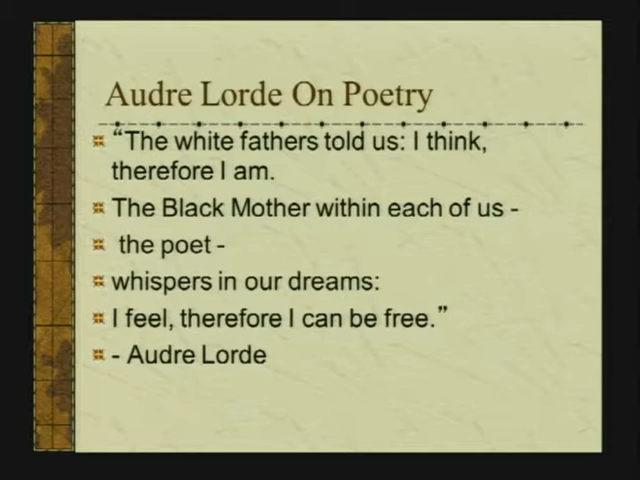 Audre Lorde On Poetry
“The white fathers told us: I think,
therefore I am.
The Black Mother within each of us -
the poet -
whispers in our dreams:
I feel, therefore I can be free.”
- Audre Lorde